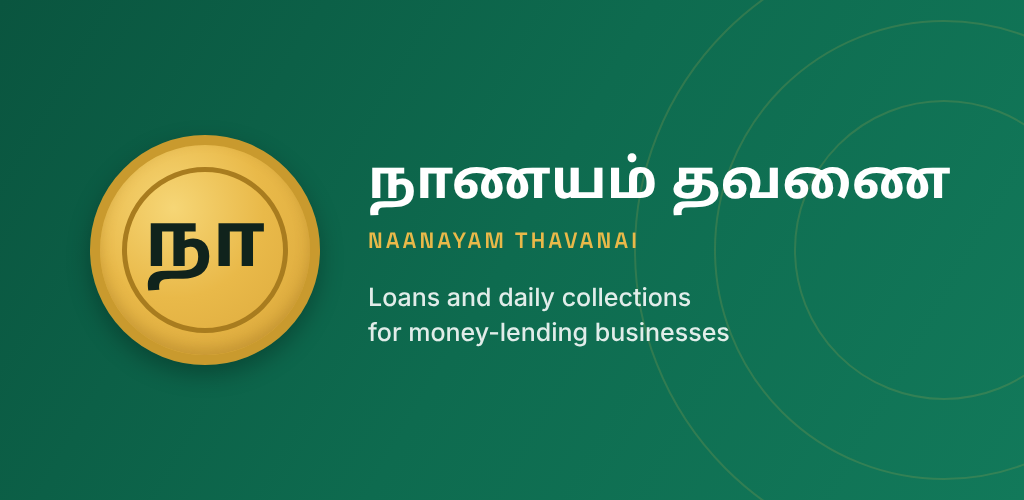 நா
நாணயம் தவணை
NAANAYAM THAVANAI
Loans and daily collections
for money-lending businesses